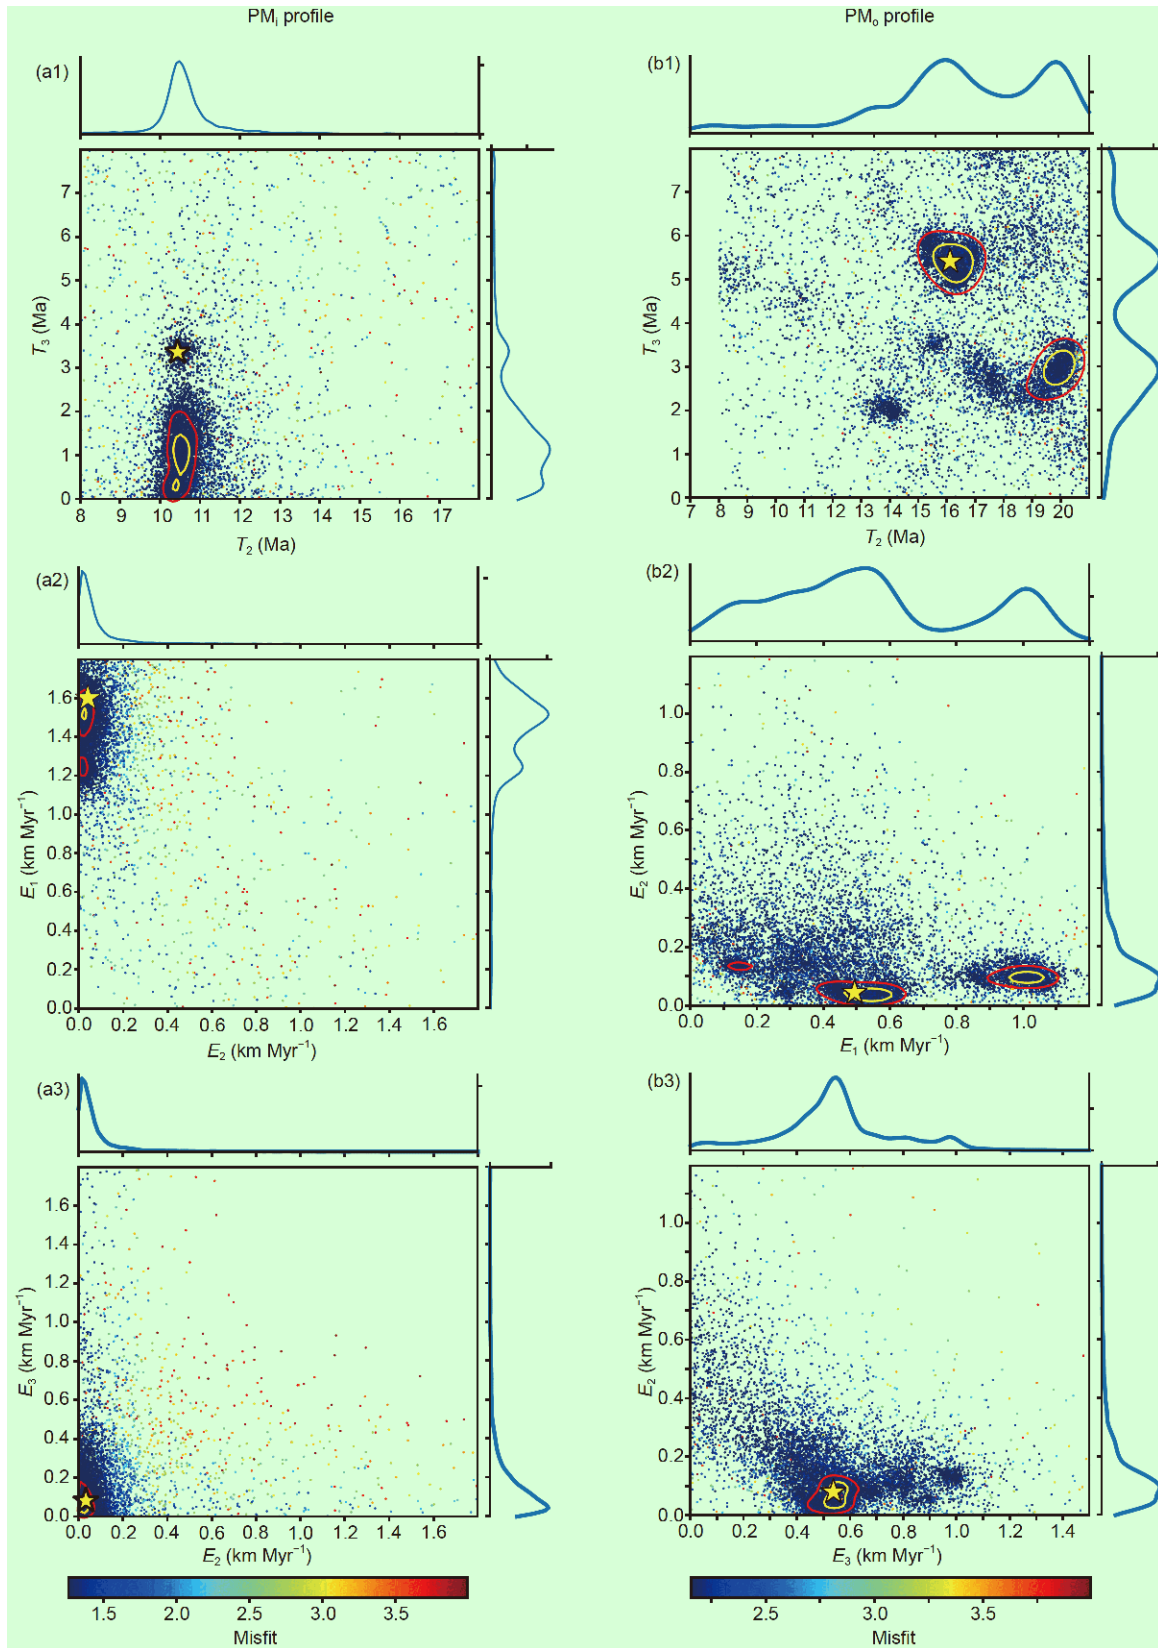 PMᵢ profile
PMₒ profile
(a1)
7
6
5
4
3
2
1
0
T₃ (Ma)
8 9 10 11 12 13 14 15 16 17
T₂ (Ma)
(b1)
7
6
5
4
3
2
1
0
T₃ (Ma)
7 8 9 10 11 12 13 14 15 16 17 18 19 20
T₂ (Ma)
(a2)
1.6
1.4
1.2
1.0
0.8
0.6
0.4
0.2
0.0
E₁ (km Myr⁻¹)
0.0 0.2 0.4 0.6 0.8 1.0 1.2 1.4 1.6
E₂ (km Myr⁻¹)
(b2)
1.0
0.8
0.6
0.4
0.2
0.0
E₂ (km Myr⁻¹)
0.0 0.2 0.4 0.6 0.8 1.0
E₁ (km Myr⁻¹)
(a3)
1.6
1.4
1.2
1.0
0.8
0.6
0.4
0.2
0.0
E₃ (km Myr⁻¹)
0.0 0.2 0.4 0.6 0.8 1.0 1.2 1.4 1.6
E₂ (km Myr⁻¹)
(b3)
1.0
0.8
0.6
0.4
0.2
0.0
E₂ (km Myr⁻¹)
0.0 0.2 0.4 0.6 0.8 1.0 1.2 1.4
E₃ (km Myr⁻¹)
1.5 2.0 2.5 3.0 3.5
Misfit
2.5 3.0 3.5
Misfit